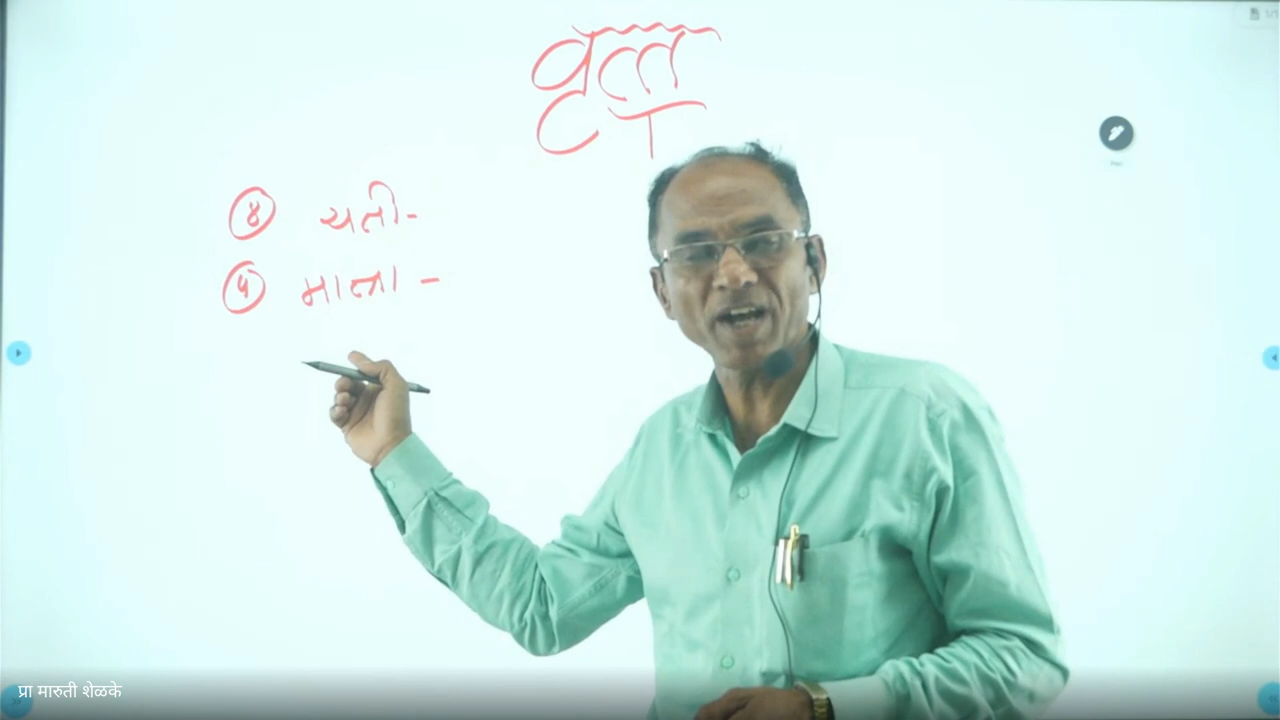 वृत्त
४ यती-
५ मात्रा -
प्रा मारुती शेळके